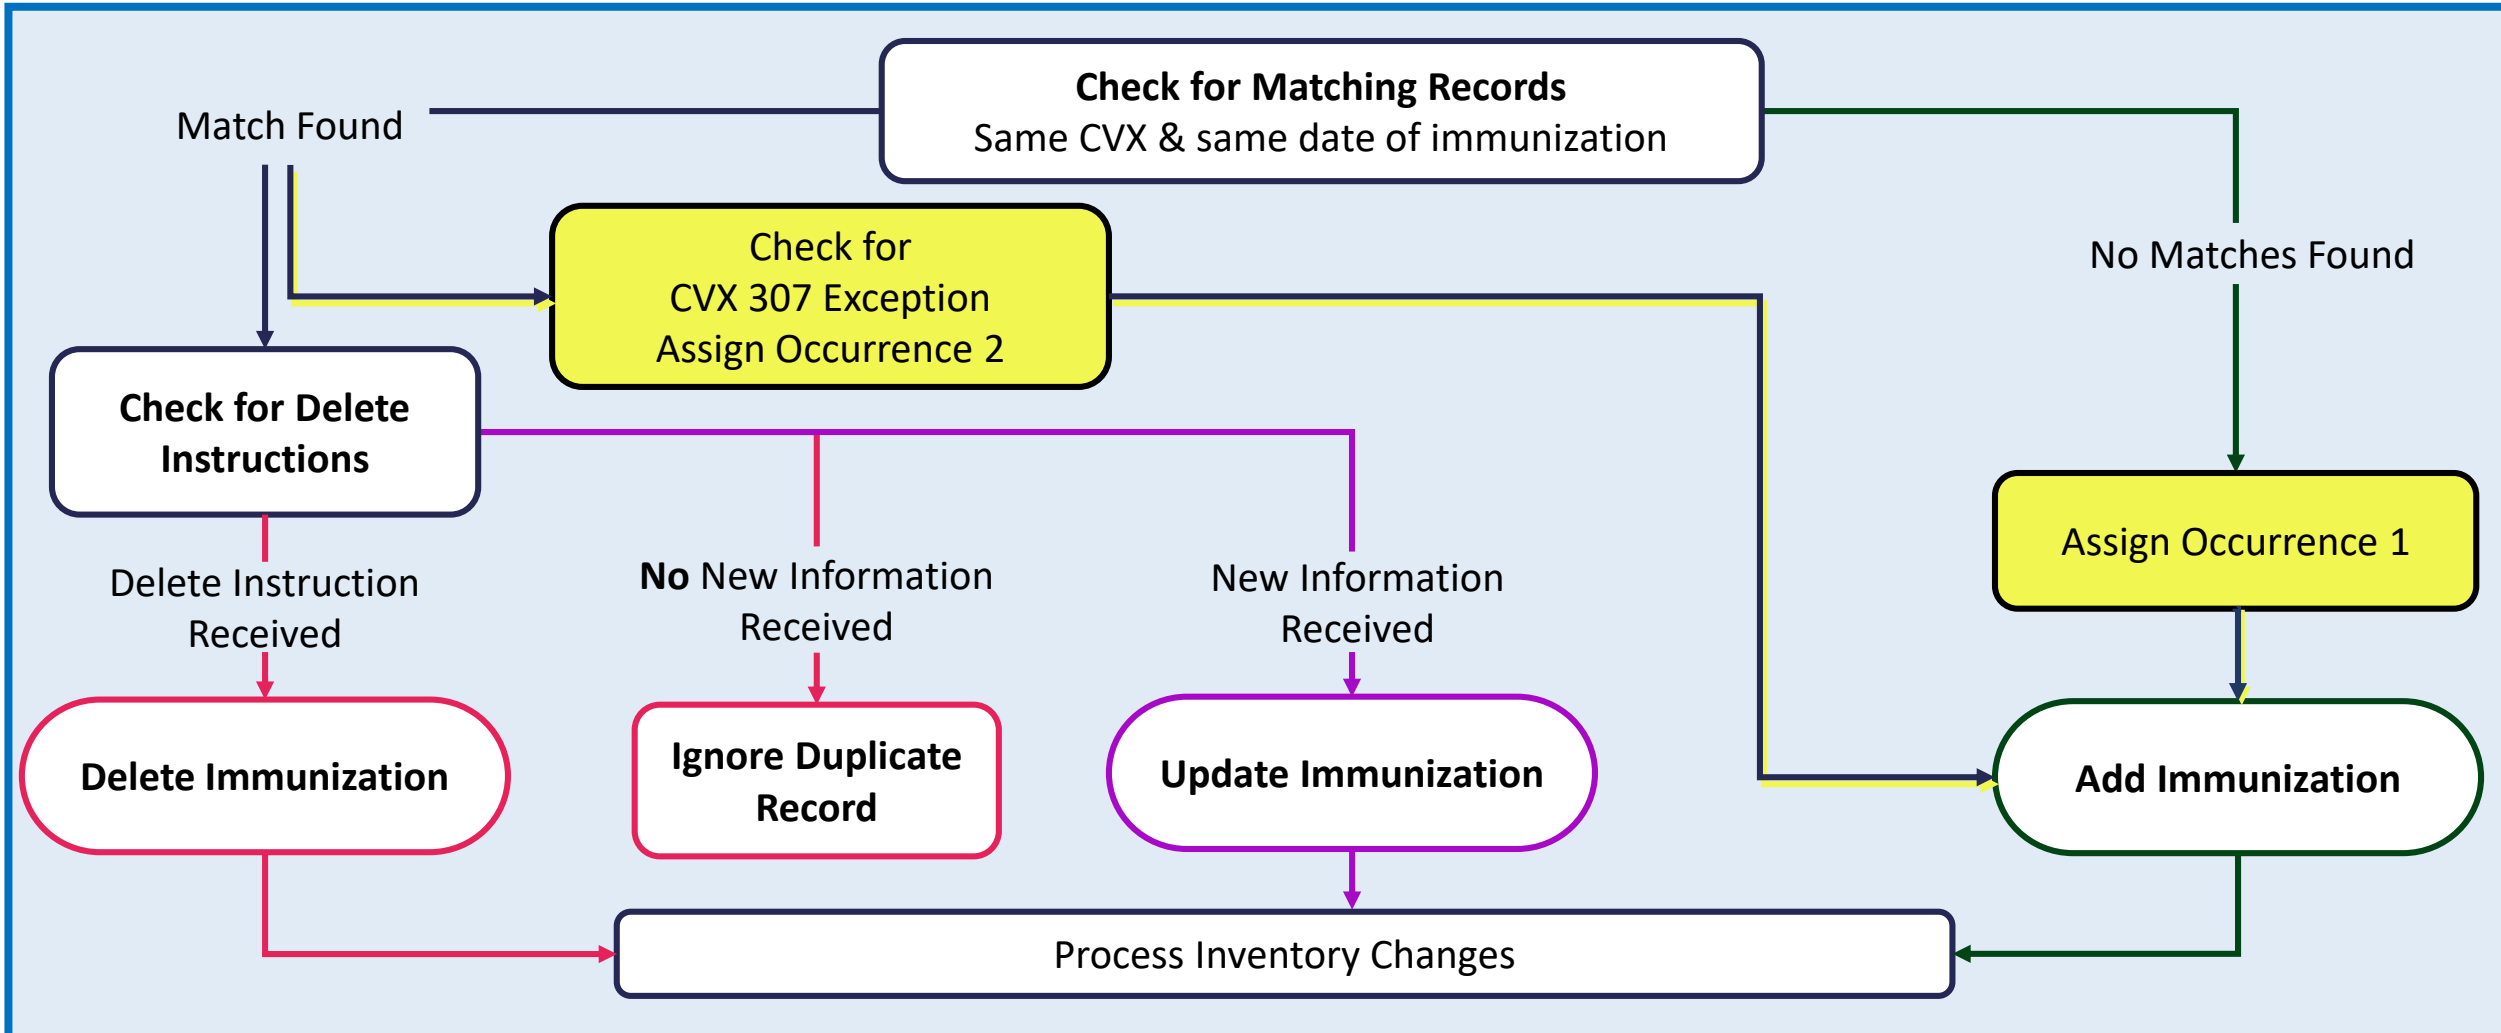 Check for Matching Records
Same CVX & same date of immunization
Match Found
No Matches Found
Check for
CVX 307 Exception
Assign Occurrence 2
Check for Delete
Instructions
Assign Occurrence 1
Delete Instruction
Received
No New Information
Received
New Information
Received
Delete Immunization
Ignore Duplicate
Record
Update Immunization
Add Immunization
Process Inventory Changes